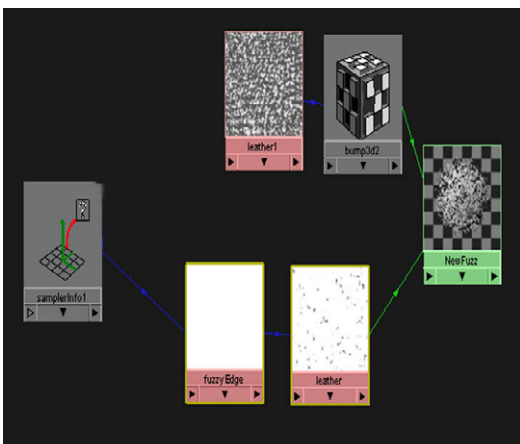 leather1
bump3d2
NewFuzz
samplerInfo1
fuzzyEdge
leather